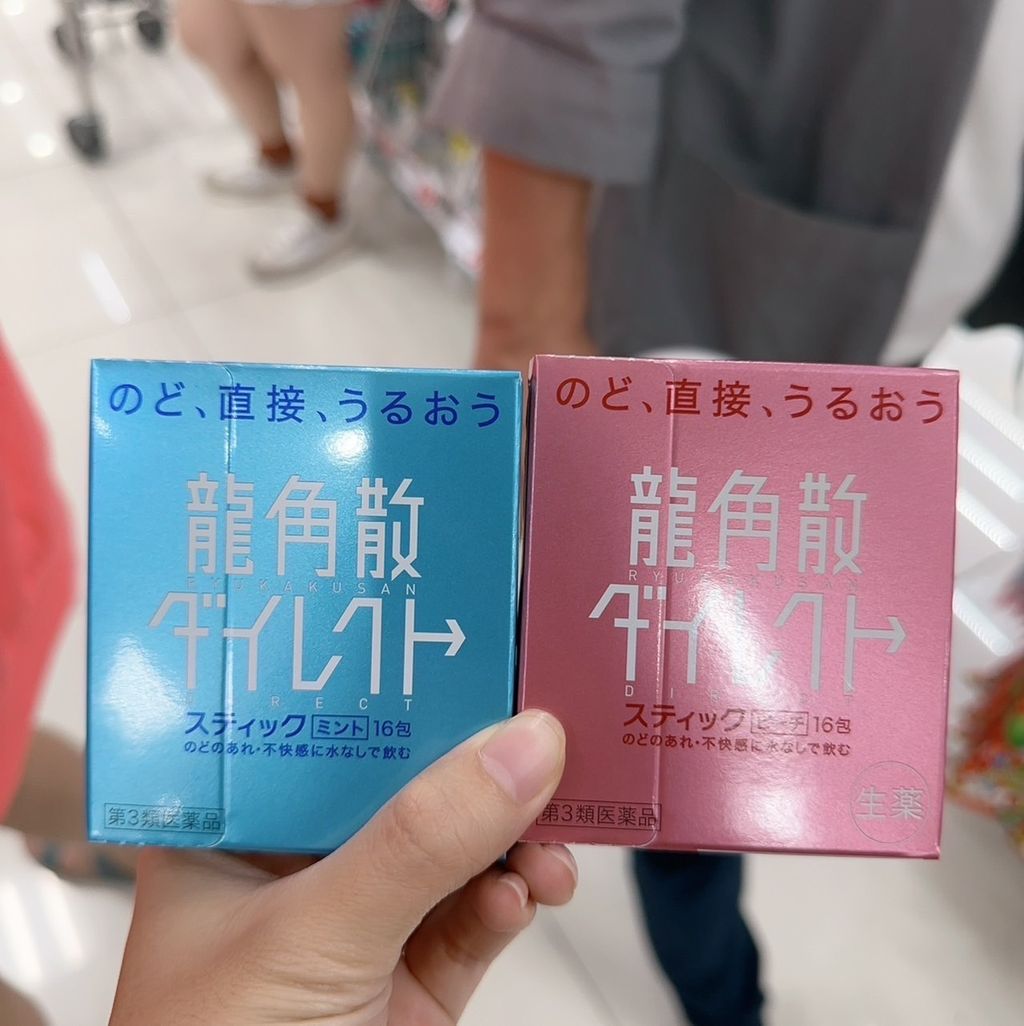 のど、直接、うるおう
龍角散
RYUKAKUSAN
ダイレクト
RECT
スティック ミント 16包
のどのあれ・不快感に水なしで飲む
第3類医薬品
のど、直接、うるおう
龍角散
ダイレクト
スティック ピーチ 16包
のどのあれ・不快感に水なしで飲む
第3類医薬品
生薬